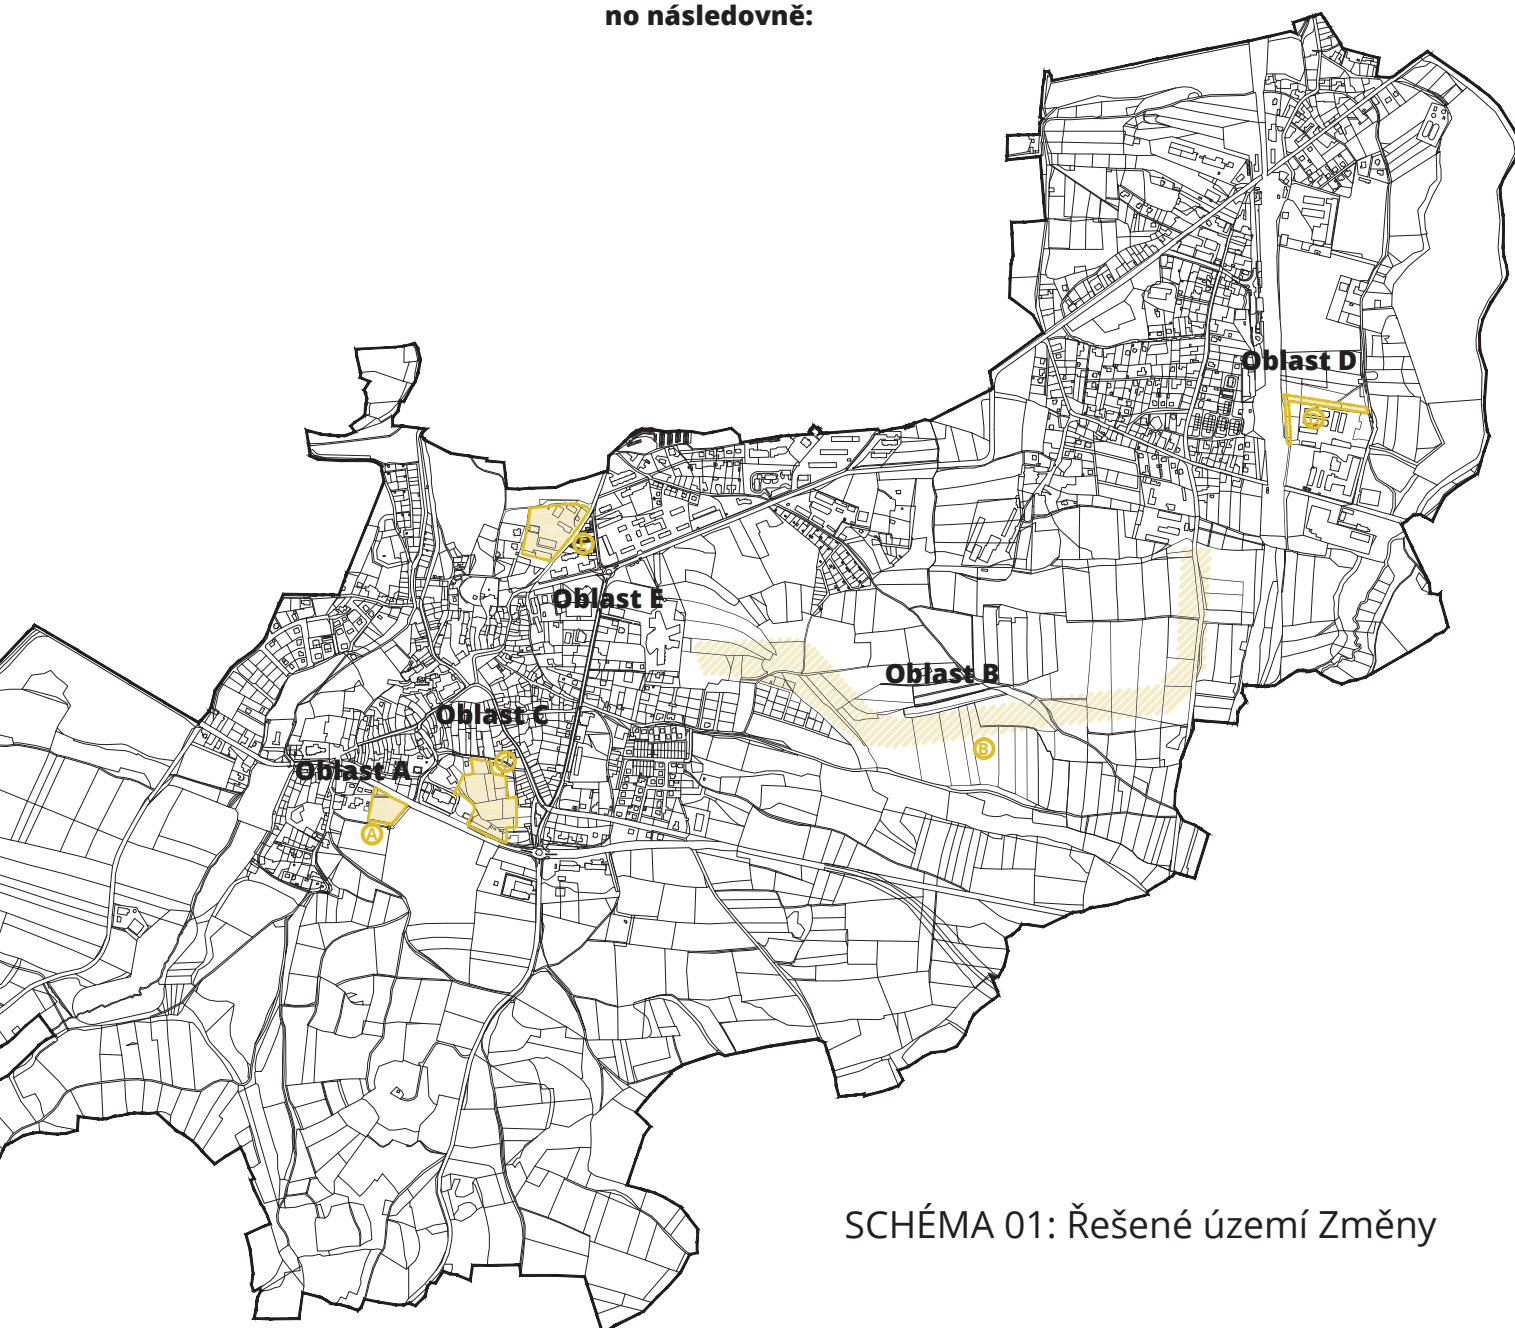 no následovně:
Oblast D
D
E
Oblast E
Oblast B
B
Oblast C
C
Oblast A
A
SCHÉMA 01: Řešené území Změny